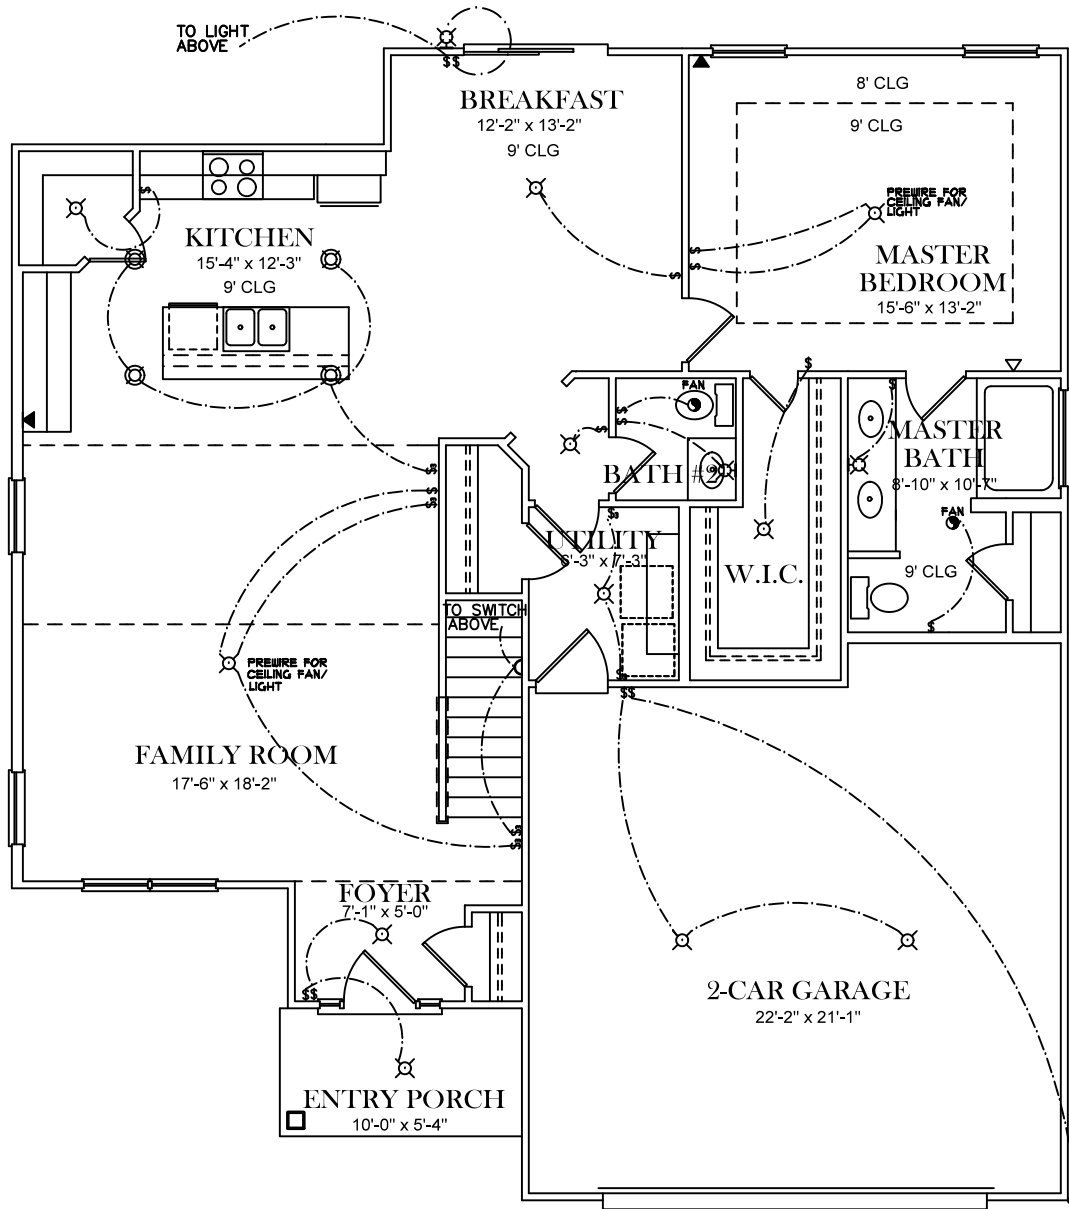 TO LIGHT
ABOVE
$$
BREAKFAST
12'-2" x 13'-2"
9' CLG
8' CLG
9' CLG
PREWIRE FOR
CEILING FAN/
LIGHT
MASTER
BEDROOM
15'-6" x 13'-2"
KITCHEN
15'-4" x 12'-3"
9' CLG
FAN
BATH #2
MASTER
BATH
8'-10" x 10'-7"
FAN
9' CLG
UTILITY
6'-3" x 7'-3"
W.I.C.
TO SWITCH
ABOVE
PREWIRE FOR
CEILING FAN/
LIGHT
$$
FAMILY ROOM
17'-6" x 18'-2"
FOYER
7'-1" x 5'-0"
$$
2-CAR GARAGE
22'-2" x 21'-1"
ENTRY PORCH
10'-0" x 5'-4"